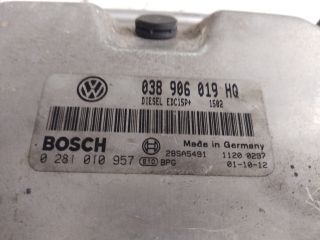 038 906 019 HQ
DIESEL EDC15P+ 1502
BOSCH
Made in Germany
28SA5491 1120 0297
0 281 010 957 BPG 01-10-12